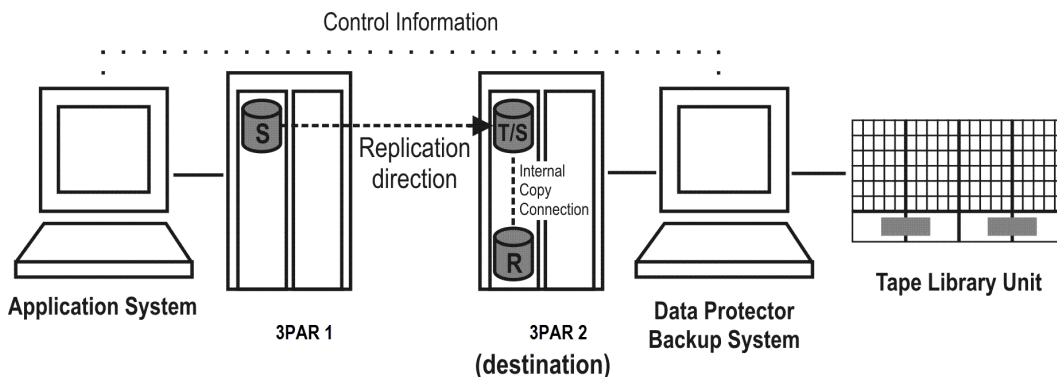 Control Information
S
T/S
Replication
direction
Internal
Copy
Connection
R
Application System
3PAR 1
3PAR 2
(destination)
Data Protector
Backup System
Tape Library Unit